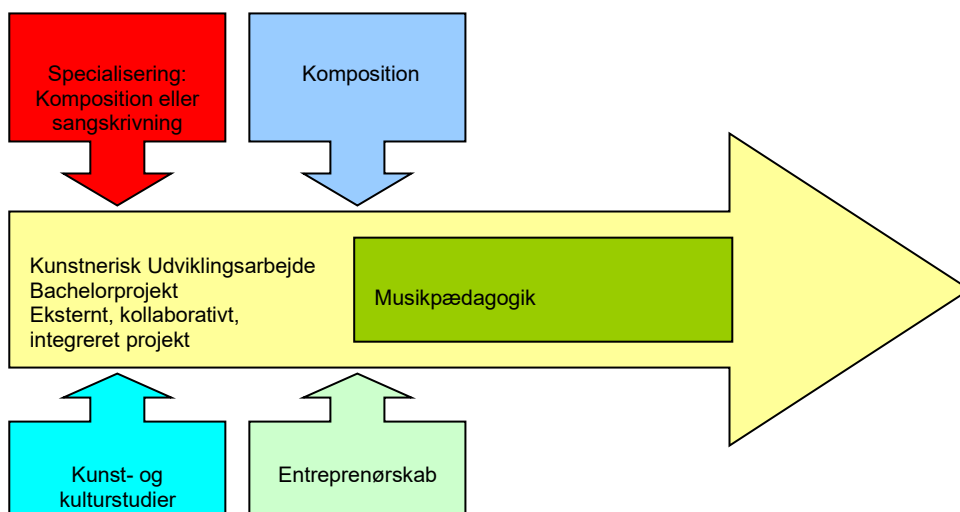 Specialisering:
Komposition eller
sangskrivning
Komposition
Kunstnerisk Udviklingsarbejde
Bachelorprojekt
Eksternt, kollaborativt,
integreret projekt
Musikpædagogik
Kunst- og
kulturstudier
Entreprenørskab